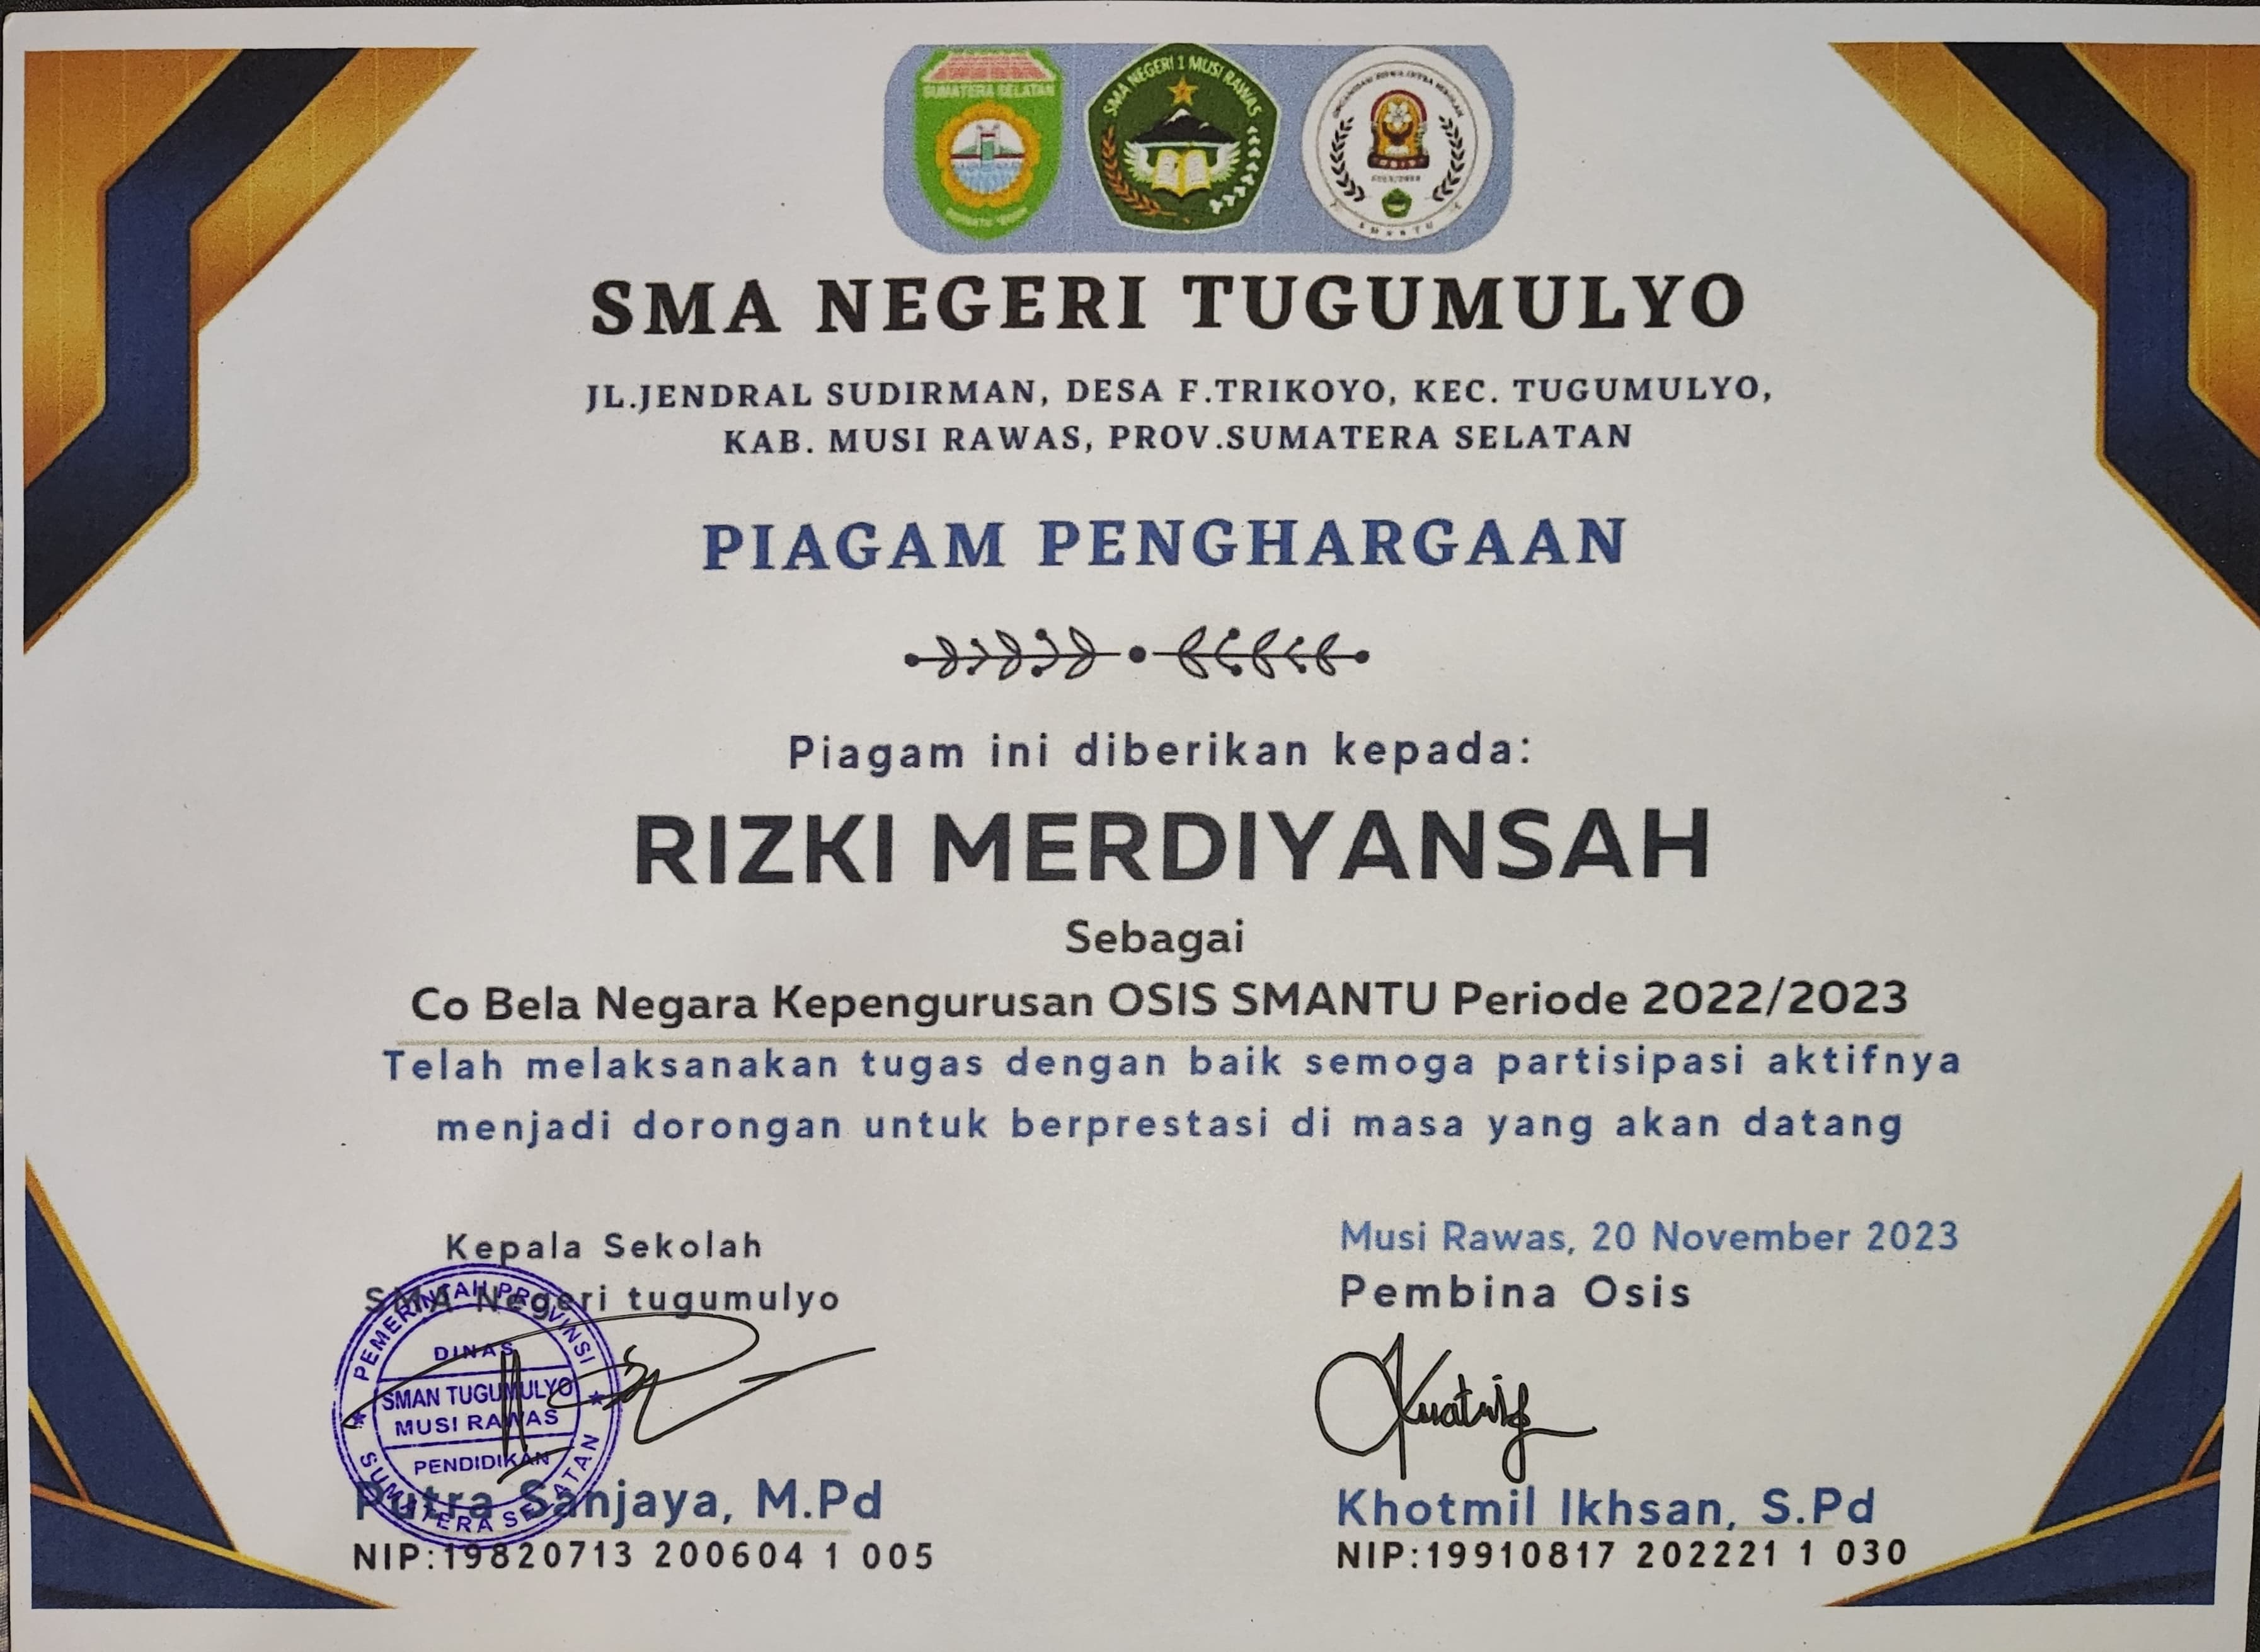 SUMATERA SELATAN
SMA NEGERI 1 MUSI RAWAS
SMA NEGERI TUGUMULYO
JL.JENDRAL SUDIRMAN, DESA F.TRIKOYO, KEC. TUGUMULYO,
KAB. MUSI RAWAS, PROV.SUMATERA SELATAN
PIAGAM PENGHARGAAN
Piagam ini diberikan kepada:
RIZKI MERDIYANSAH
Sebagai
Co Bela Negara Kepengurusan OSIS SMANTU Periode 2022/2023
Telah melaksanakan tugas dengan baik semoga partisipasi aktifnya
menjadi dorongan untuk berprestasi di masa yang akan datang
Kepala Sekolah
SMA Negeri tugumulyo
PEMERINTAH PROVINSI
DINAS
SMAN TUGUMULYO
MUSI RAWAS
PENDIDIKAN
SUMATERA SELATAN
Putra Sanjaya, M.Pd
NIP:19820713 200604 1 005
Musi Rawas, 20 November 2023
Pembina Osis
Khotmil Ikhsan, S.Pd
NIP:19910817 202221 1 030